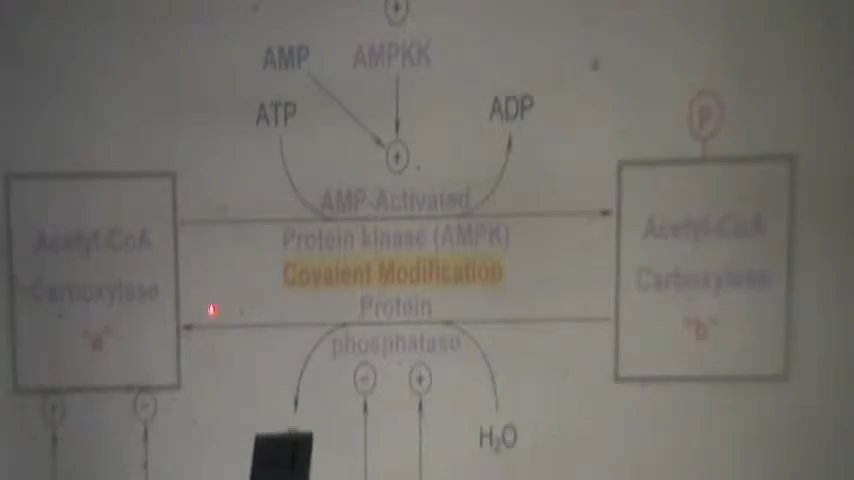 +
AMP AMPKK
ATP
ADP
P
+
AMP-Activated
Protein kinase (AMPK)
Covalent Modification
Protein
phosphatase
Acetyl-CoA
Carboxylase
"a"
Acetyl-CoA
Carboxylase
"b"
+ - - +
H₂O